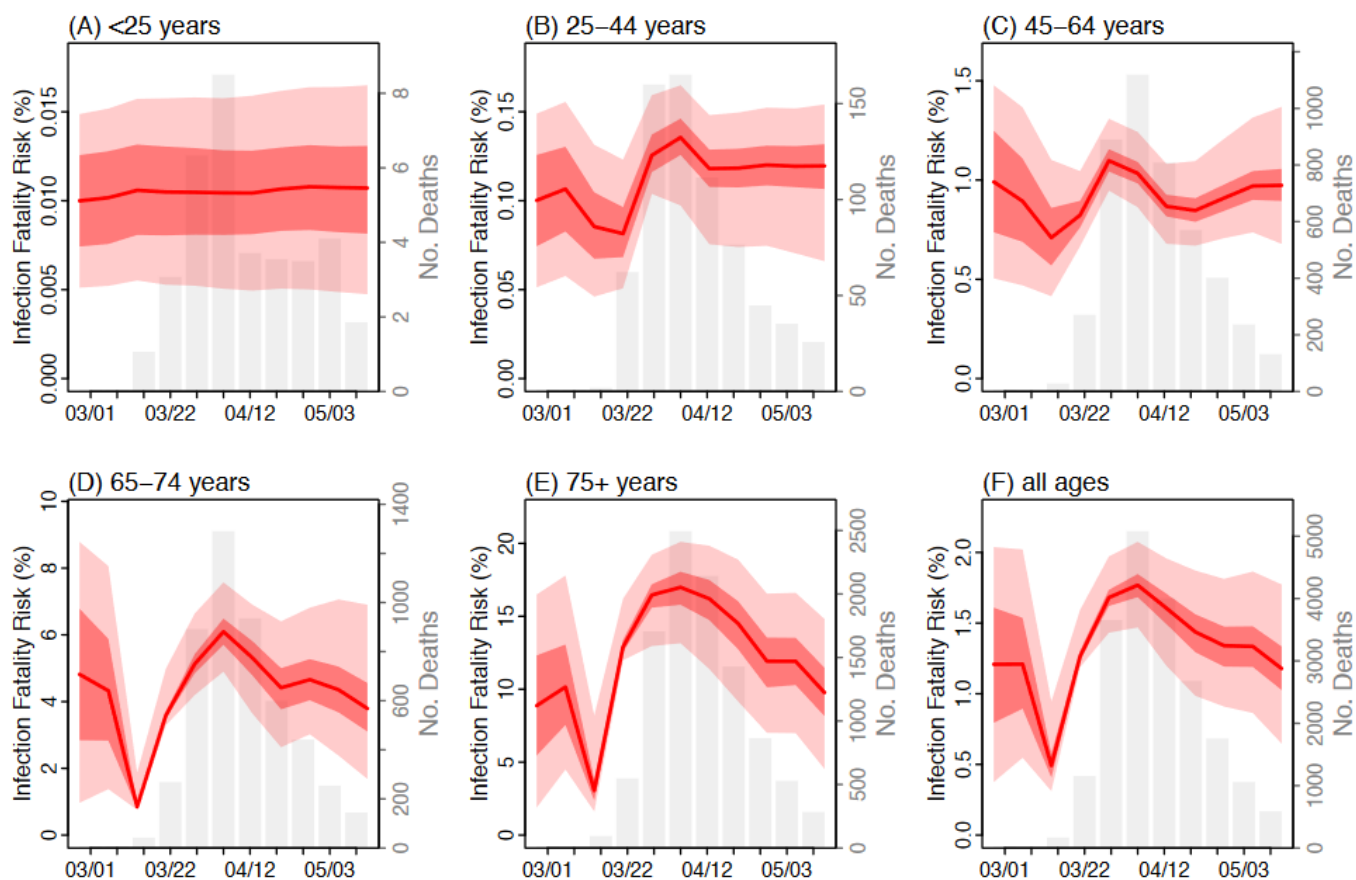 (A) <25 years
Infection Fatality Risk (%)
0.000 0.005 0.010 0.015
0 2 4 6 8
No. Deaths
03/01 03/22 04/12 05/03
(B) 25−44 years
Infection Fatality Risk (%)
0.00 0.05 0.10 0.15
0 50 100 150
No. Deaths
03/01 03/22 04/12 05/03
(C) 45−64 years
Infection Fatality Risk (%)
0.0 0.5 1.0 1.5
0 200 400 600 800 1000
No. Deaths
03/01 03/22 04/12 05/03
(D) 65−74 years
Infection Fatality Risk (%)
0 2 4 6 8 10
0 200 600 1000 1400
No. Deaths
03/01 03/22 04/12 05/03
(E) 75+ years
Infection Fatality Risk (%)
0 5 10 15 20
0 500 1000 1500 2000 2500
No. Deaths
03/01 03/22 04/12 05/03
(F) all ages
Infection Fatality Risk (%)
0.0 0.5 1.0 1.5 2.0
0 1000 2000 3000 4000 5000
No. Deaths
03/01 03/22 04/12 05/03